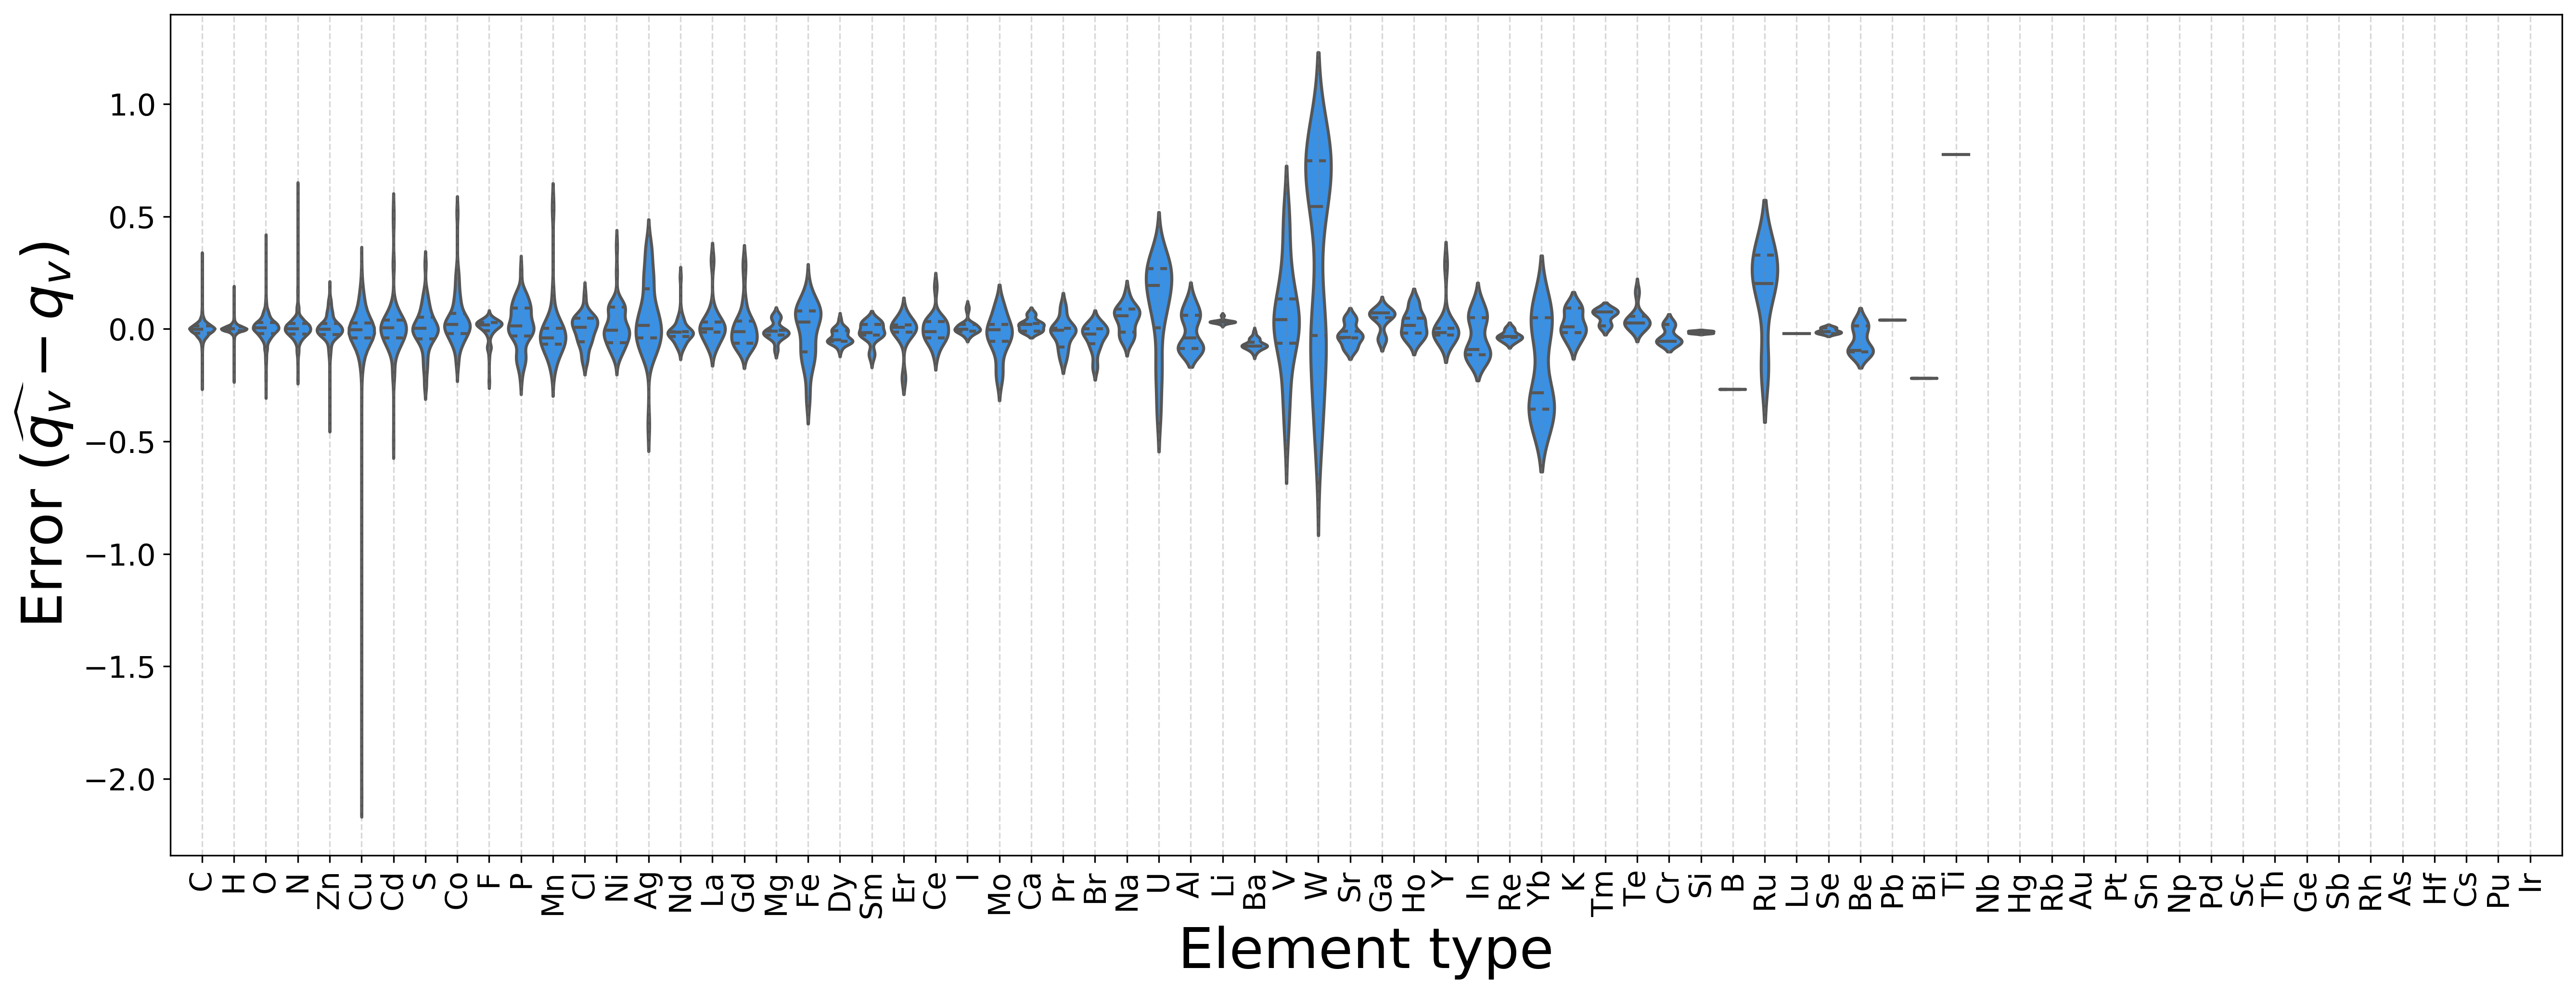 Error (q̂ᵥ − qᵥ)
1.0
0.5
0.0
−0.5
−1.0
−1.5
−2.0
C H O N Zn Cu Cd S Co F P Mn Cl Ni Ag Nd La Gd Mg Fe Dy Sm Er Ce I Mo Ca Pr Br Na U Al Li Ba V W Sr Ga Ho Y In Re Yb K Tm Te Cr Si B Ru Lu Se Be Pb Bi Ti Nb Hg Rb Au Pt Sn Np Pd Sc Th Ge Sb Rh As Hf Cs Pu Ir
Element type